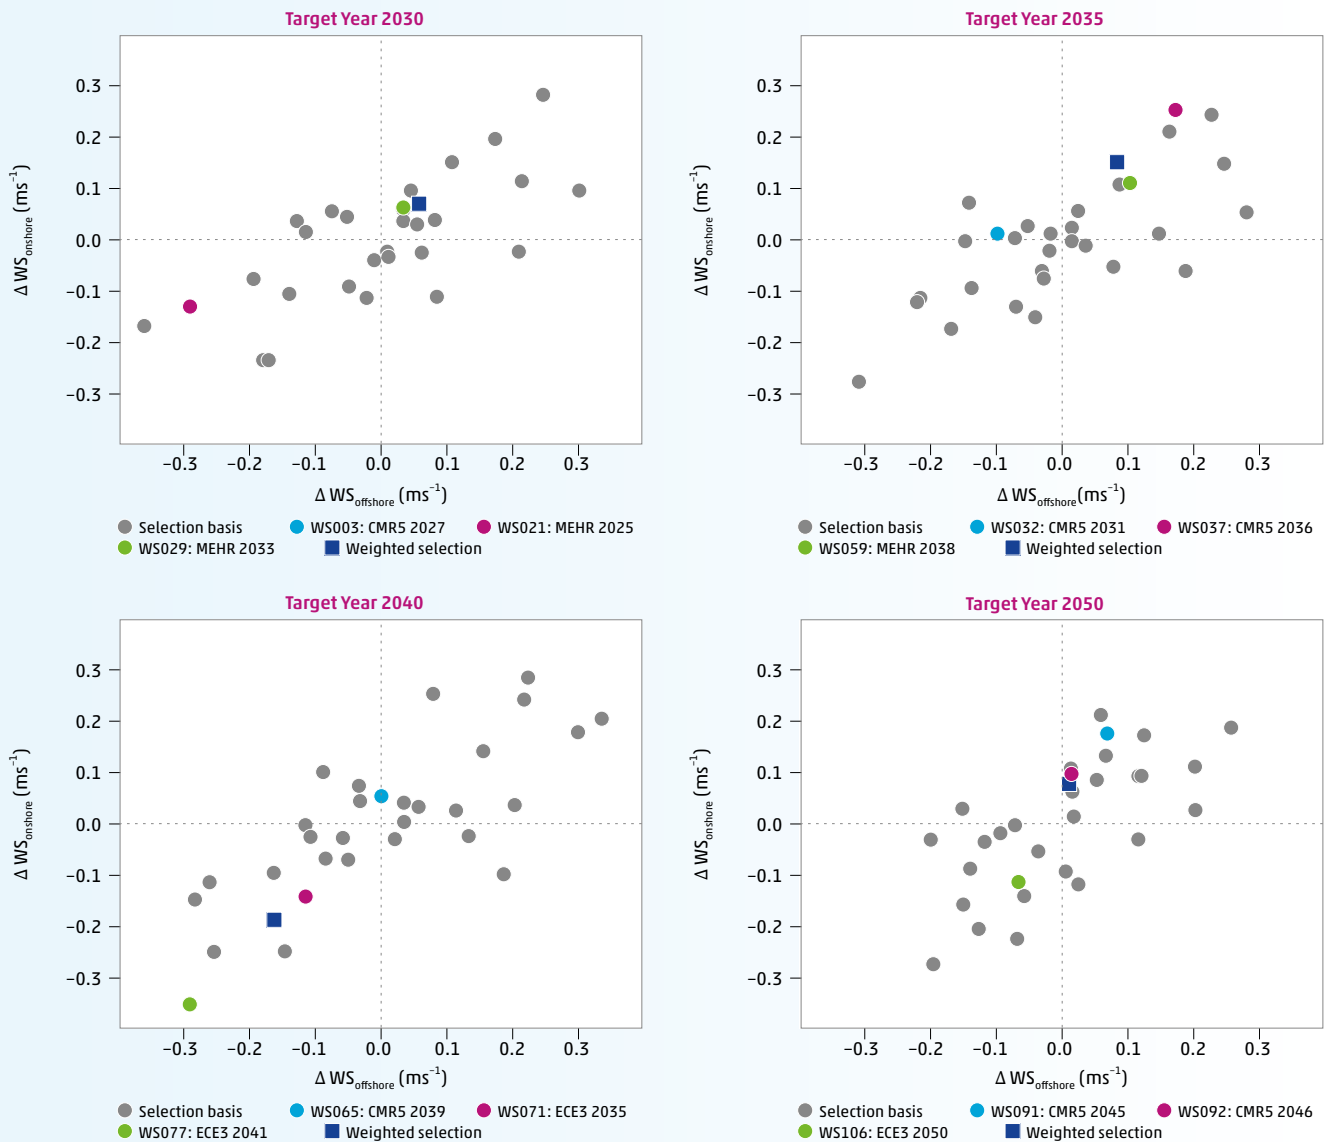 Target Year 2030
0.3
0.2
0.1
0.0
−0.1
−0.2
−0.3
Δ WSonshore (ms−1)
−0.3 −0.2 −0.1 0.0 0.1 0.2 0.3
Δ WSoffshore (ms−1)
Selection basis WS003: CMR5 2027 WS021: MEHR 2025
WS029: MEHR 2033 Weighted selection
Target Year 2035
0.3
0.2
0.1
0.0
−0.1
−0.2
−0.3
Δ WSonshore (ms−1)
−0.3 −0.2 −0.1 0.0 0.1 0.2 0.3
Δ WSoffshore(ms−1)
Selection basis WS032: CMR5 2031 WS037: CMR5 2036
WS059: MEHR 2038 Weighted selection
Target Year 2040
0.3
0.2
0.1
0.0
−0.1
−0.2
−0.3
Δ WSonshore (ms−1)
−0.3 −0.2 −0.1 0.0 0.1 0.2 0.3
Δ WSoffshore (ms−1)
Selection basis WS065: CMR5 2039 WS071: ECE3 2035
WS077: ECE3 2041 Weighted selection
Target Year 2050
0.3
0.2
0.1
0.0
−0.1
−0.2
−0.3
Δ WSonshore (ms−1)
−0.3 −0.2 −0.1 0.0 0.1 0.2 0.3
Δ WSoffshore (ms−1)
Selection basis WS091: CMR5 2045 WS092: CMR5 2046
WS106: ECE3 2050 Weighted selection